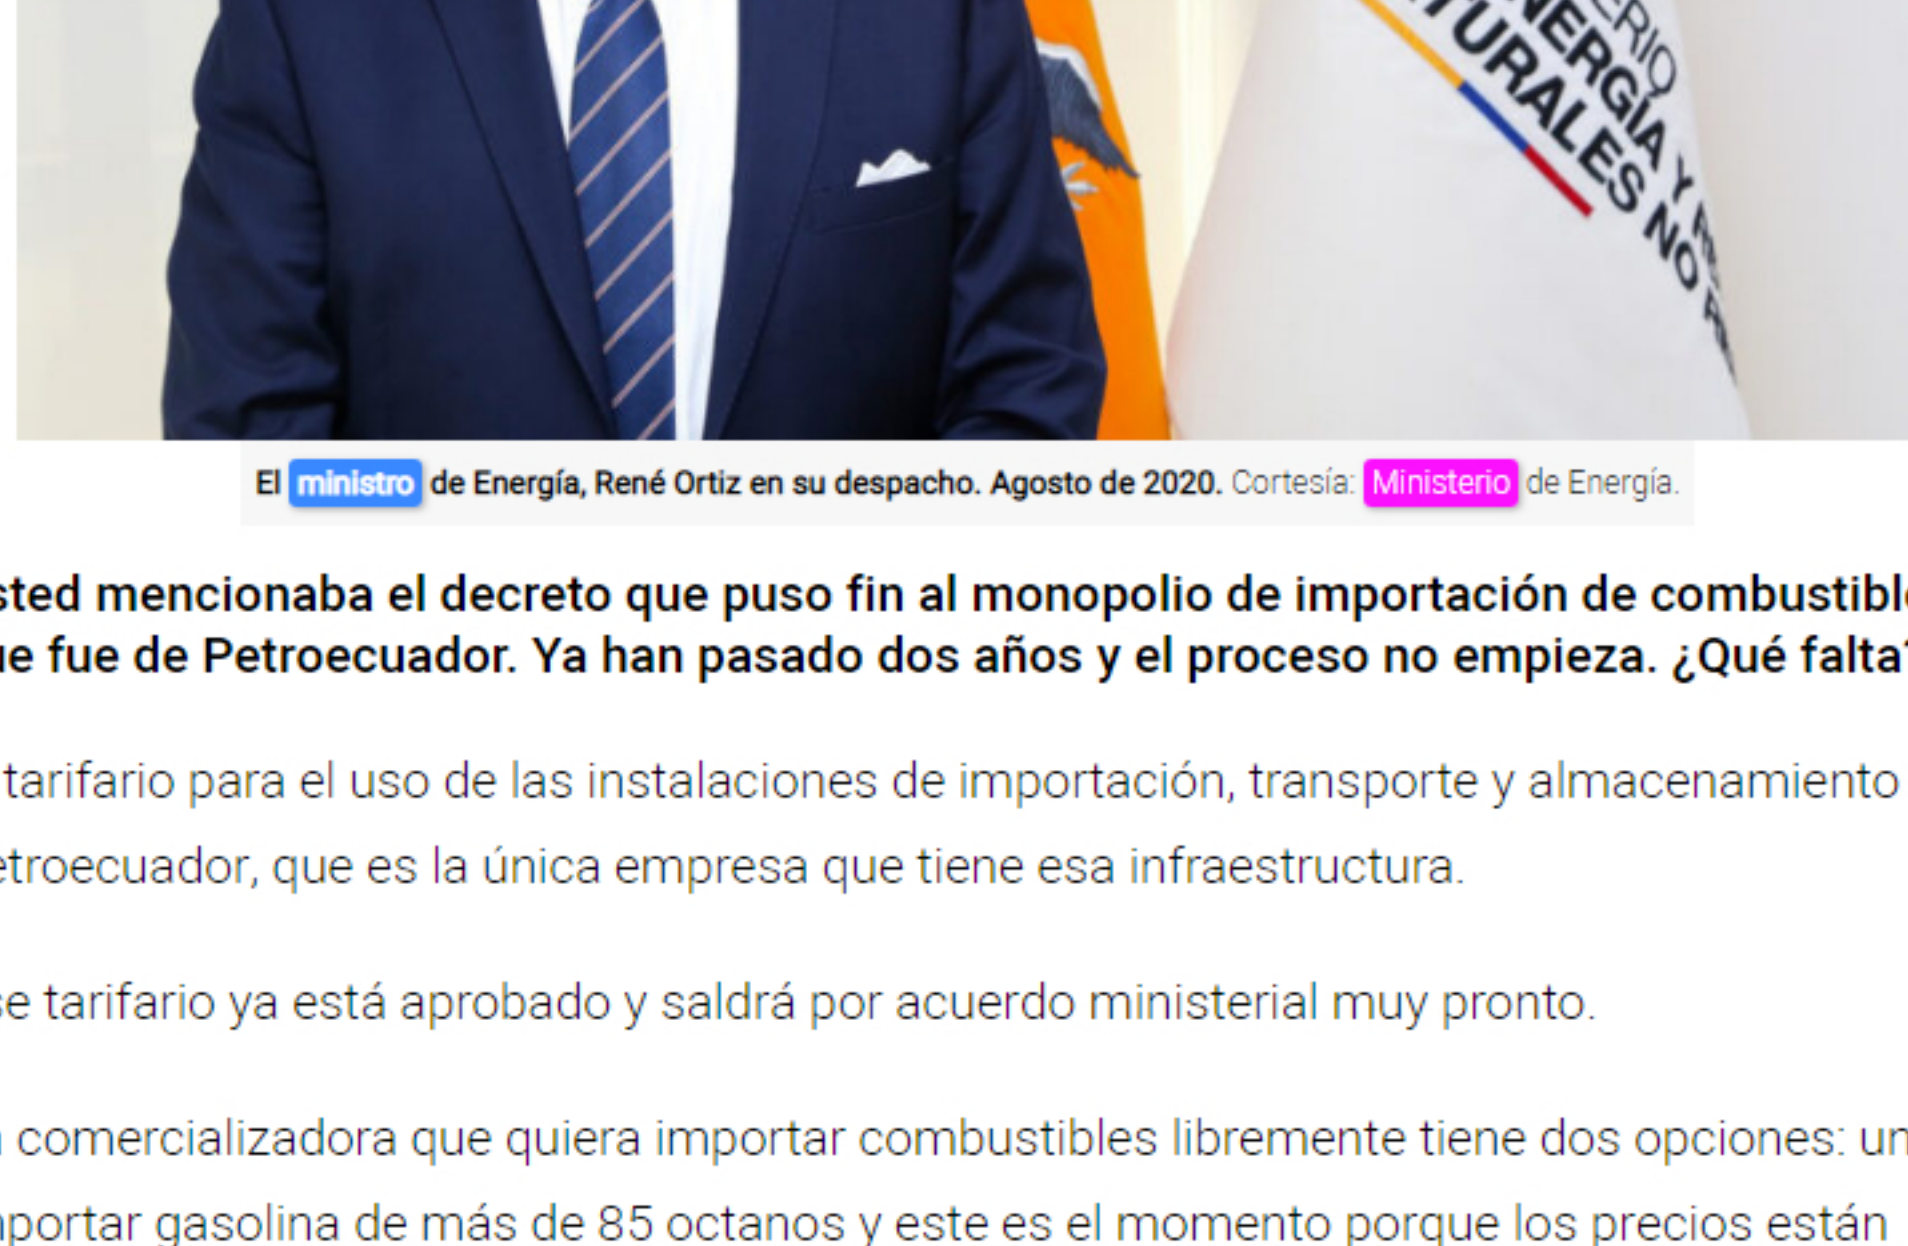 ERIO
NERGÍA Y
TURALES NO
El ministro de Energía, René Ortiz en su despacho. Agosto de 2020. Cortesía: Ministerio de Energía.
sted mencionaba el decreto que puso fin al monopolio de importación de combustible
ue fue de Petroecuador. Ya han pasado dos años y el proceso no empieza. ¿Qué falta?
tarifario para el uso de las instalaciones de importación, transporte y almacenamiento
etroecuador, que es la única empresa que tiene esa infraestructura.
se tarifario ya está aprobado y saldrá por acuerdo ministerial muy pronto.
a comercializadora que quiera importar combustibles libremente tiene dos opciones: un
mportar gasolina de más de 85 octanos y este es el momento porque los precios están